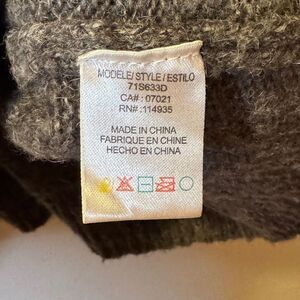 MODELE/STYLE/ESTILO
71S633D
CA#: 07021
RN#: 114935
MADE IN CHINA
FABRIQUE EN CHINE
HECHO EN CHINA